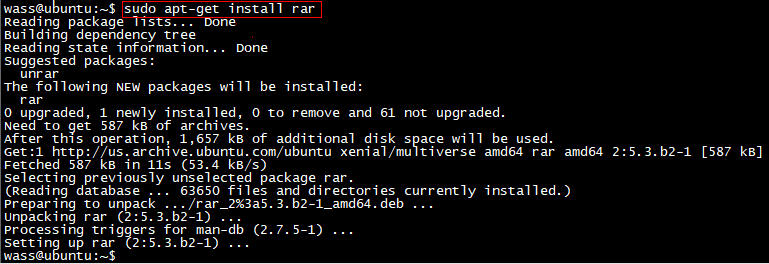 wass@ubuntu:~$ sudo apt-get install rar
Reading package lists... Done
Building dependency tree
Reading state information... Done
Suggested packages:
  unrar
The following NEW packages will be installed:
  rar
0 upgraded, 1 newly installed, 0 to remove and 61 not upgraded.
Need to get 587 kB of archives.
After this operation, 1,657 kB of additional disk space will be used.
Get:1 http://us.archive.ubuntu.com/ubuntu xenial/multiverse amd64 rar amd64 2:5.3.b2-1 [587 kB]
Fetched 587 kB in 11s (53.4 kB/s)
Selecting previously unselected package rar.
(Reading database ... 63650 files and directories currently installed.)
Preparing to unpack .../rar_2%3a5.3.b2-1_amd64.deb ...
Unpacking rar (2:5.3.b2-1) ...
Processing triggers for man-db (2.7.5-1) ...
Setting up rar (2:5.3.b2-1) ...
wass@ubuntu:~$